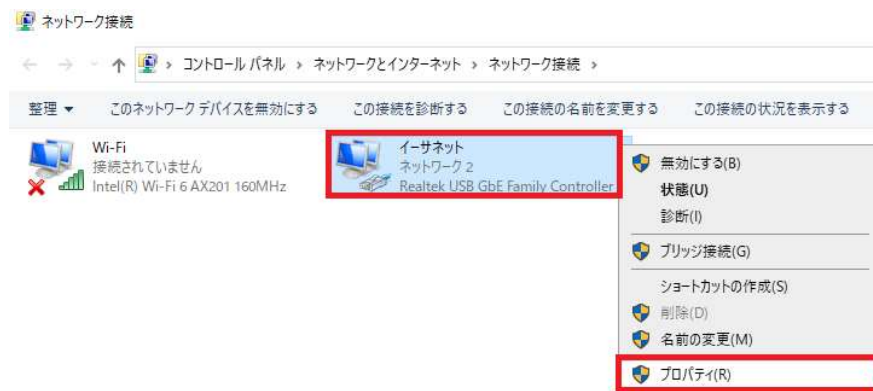 ネットワーク接続
コントロール パネル › ネットワークとインターネット › ネットワーク接続 ›
整理 ▼ このネットワーク デバイスを無効にする この接続を診断する この接続の名前を変更する この接続の状況を表示する
Wi-Fi
接続されていません
Intel(R) Wi-Fi 6 AX201 160MHz
イーサネット
ネットワーク 2
Realtek USB GbE Family Controller
無効にする(B)
状態(U)
診断(I)
ブリッジ接続(G)
ショートカットの作成(S)
削除(D)
名前の変更(M)
プロパティ(R)